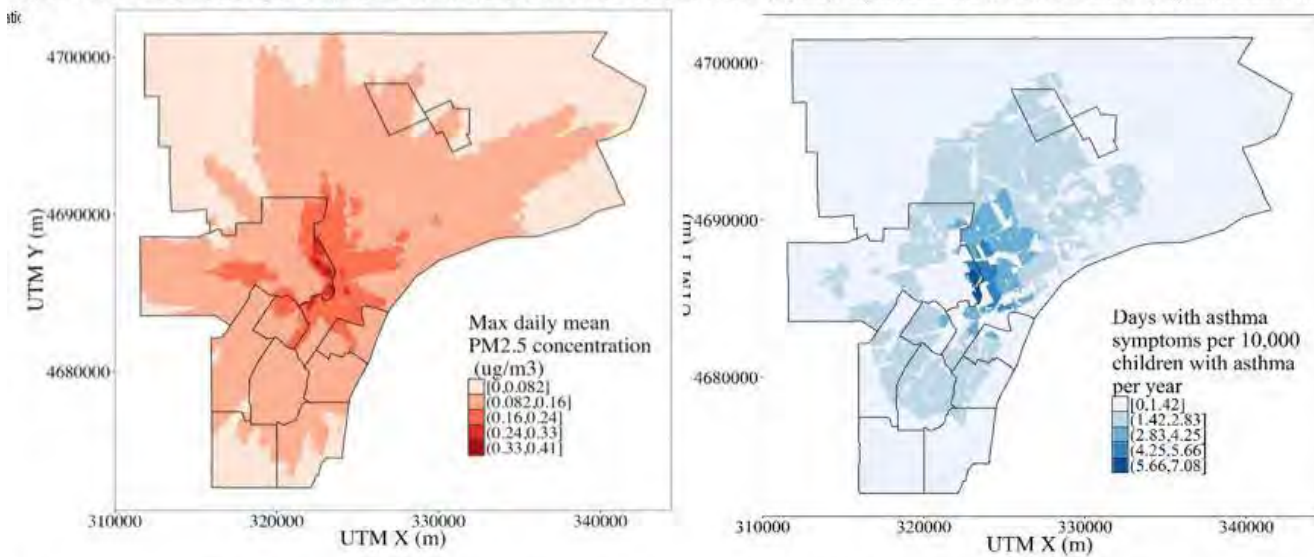 4700000
4690000
4680000
UTM Y (m)
310000
320000
330000
340000
UTM X (m)
Max daily mean
PM2.5 concentration
(ug/m3)
[0,0.082]
(0.082,0.16]
(0.16,0.24]
(0.24,0.33]
(0.33,0.41]
4700000
4690000
4680000
UTM Y (m)
310000
320000
330000
340000
UTM X (m)
Days with asthma
symptoms per 10,000
children with asthma
per year
[0,1.42]
(1.42,2.83]
(2.83,4.25]
(4.25,5.66]
(5.66,7.08]